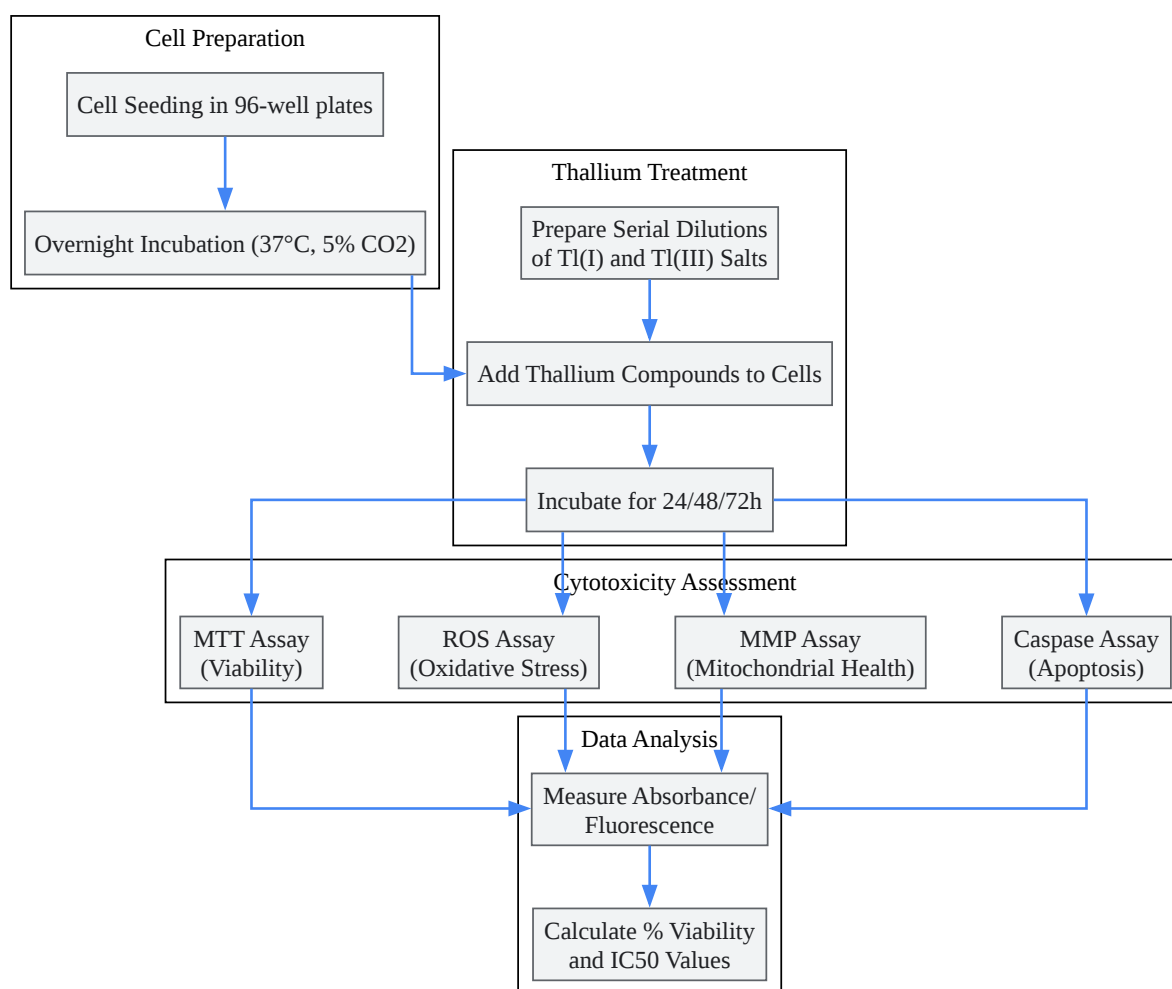 Cell Preparation
Cell Seeding in 96-well plates
Overnight Incubation (37°C, 5% CO2)
Thallium Treatment
Prepare Serial Dilutions
of Tl(I) and Tl(III) Salts
Add Thallium Compounds to Cells
Incubate for 24/48/72h
Cytotoxicity Assessment
MTT Assay
(Viability)
ROS Assay
(Oxidative Stress)
MMP Assay
(Mitochondrial Health)
Caspase Assay
(Apoptosis)
Data Analysis
Measure Absorbance/
Fluorescence
Calculate % Viability
and IC50 Values